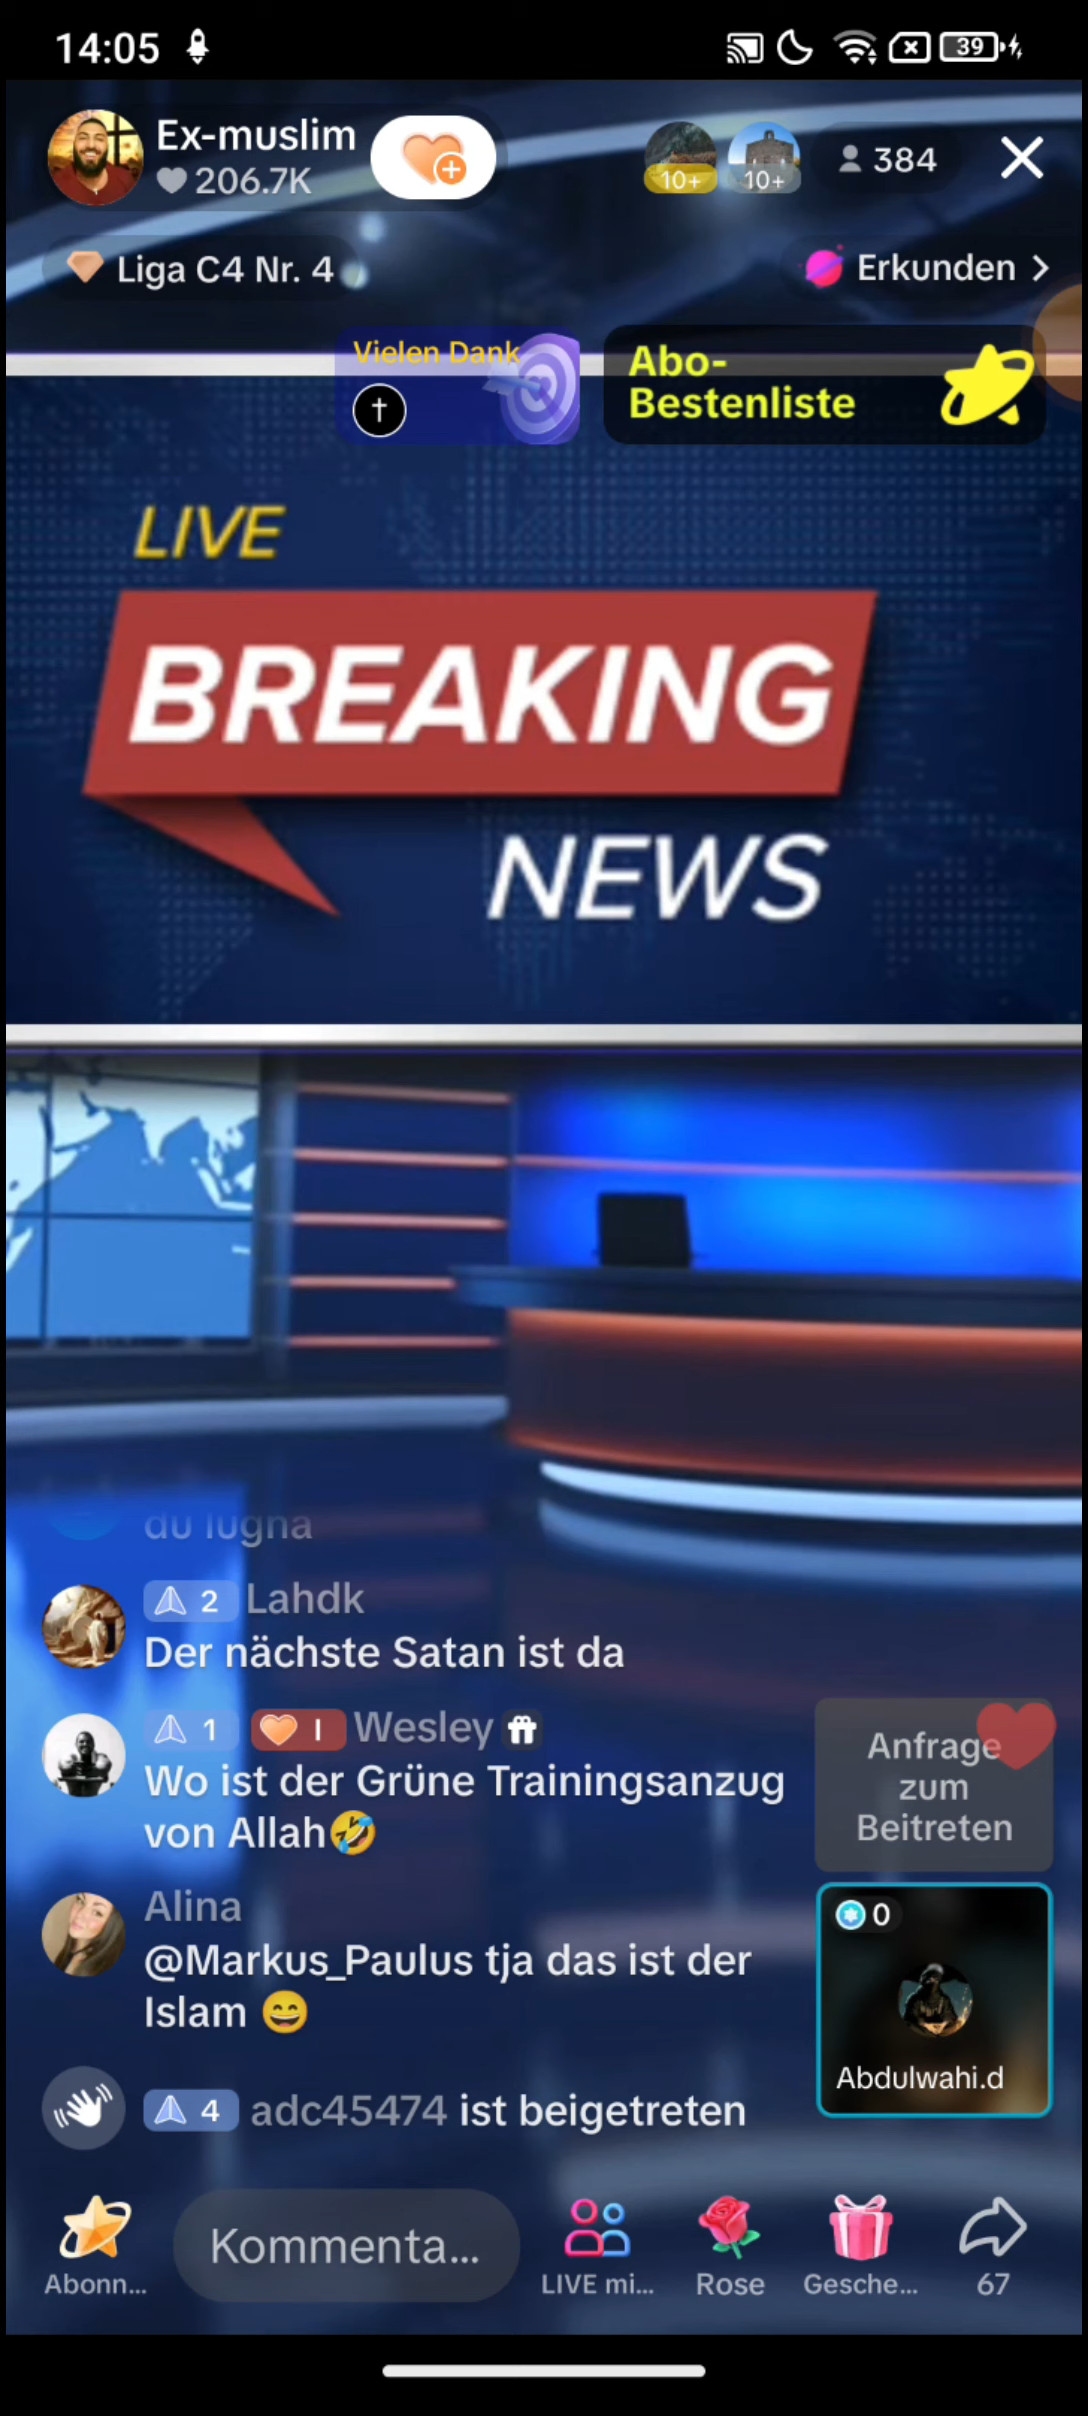 14:05
39
Ex-muslim
206.7K
10+
10+
384
Liga C4 Nr. 4
Erkunden
Vielen Dank
Abo-
Bestenliste
LIVE
BREAKING
NEWS
du lugna
2 Lahdk
Der nächste Satan ist da
1 I Wesley
Wo ist der Grüne Trainingsanzug
von Allah🤣
Anfrage
zum
Beitreten
Alina
@Markus_Paulus tja das ist der
Islam 😄
0
Abdulwahi.d
4 adc45474 ist beigetreten
Kommenta...
Abonn...
LIVE mi...
Rose
Gesche...
67